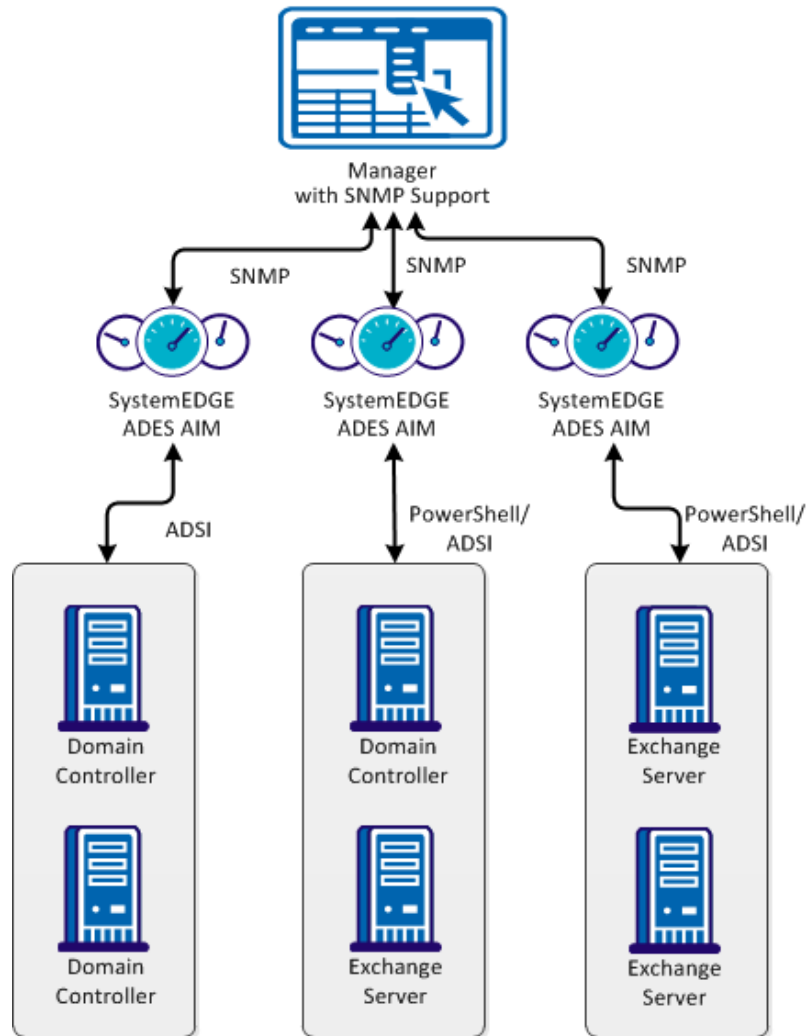 Manager
with SNMP Support
SNMP
SNMP
SNMP
SystemEDGE
ADES AIM
SystemEDGE
ADES AIM
SystemEDGE
ADES AIM
ADSI
PowerShell/
ADSI
PowerShell/
ADSI
Domain
Controller
Domain
Controller
Exchange
Server
Domain
Controller
Exchange
Server
Exchange
Server